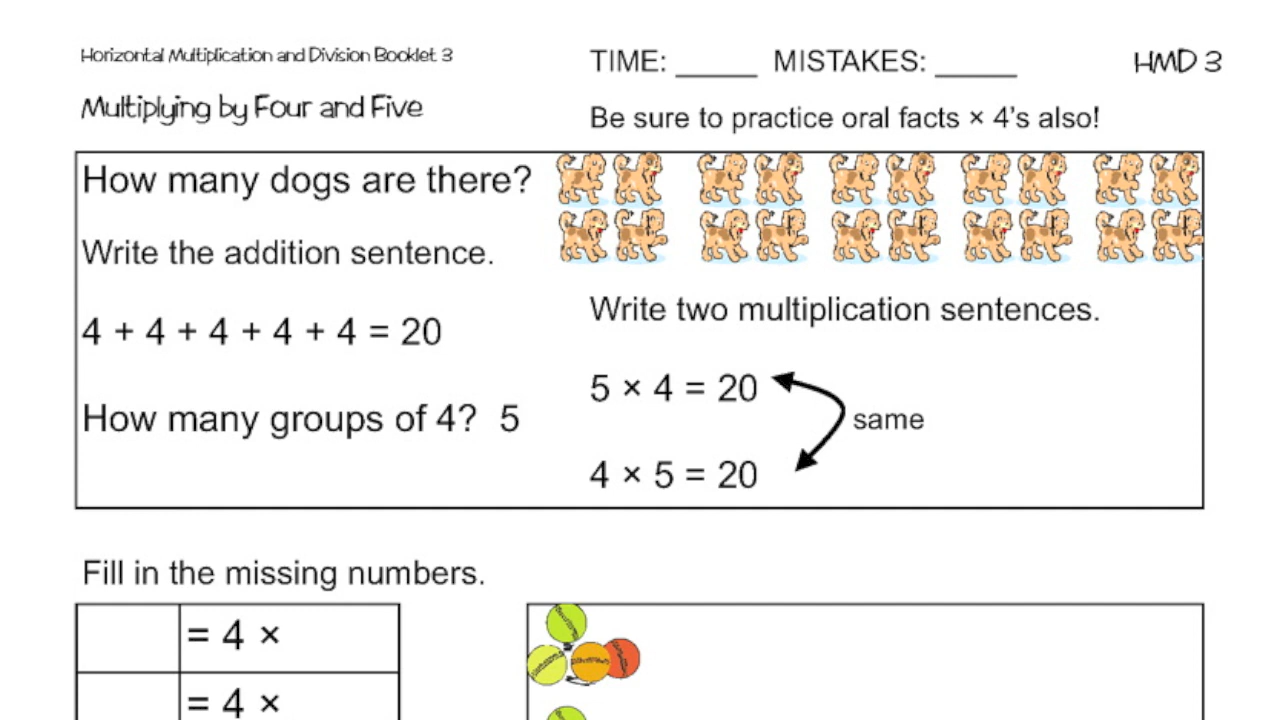 Horizontal Multiplication and Division Booklet 3
TIME: _____ MISTAKES: _____
HMD 3
Multiplying by Four and Five
Be sure to practice oral facts × 4's also!
How many dogs are there?
Write the addition sentence.
4 + 4 + 4 + 4 + 4 = 20
How many groups of 4? 5
Write two multiplication sentences.
5 × 4 = 20
same
4 × 5 = 20
Fill in the missing numbers.
= 4 ×
= 4 ×